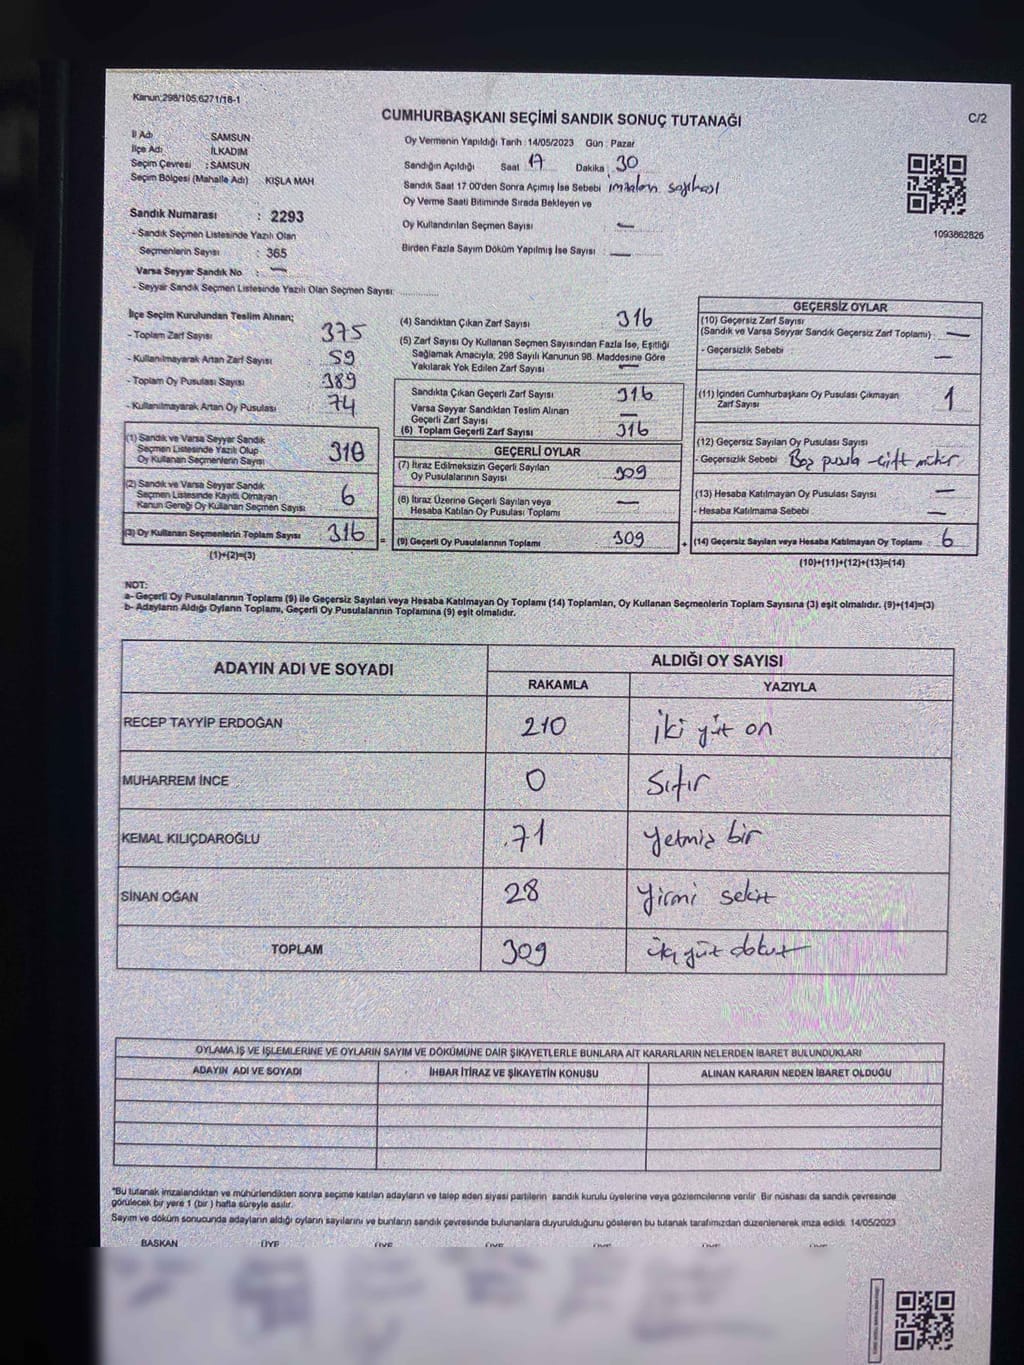 Kanun:298/105,6271/18-1
CUMHURBAŞKANI SEÇİMİ SANDIK SONUÇ TUTANAĞI
C/2
İl Adı : SAMSUN
İlçe Adı : İLKADIM
Seçim Çevresi : SAMSUN
Seçim Bölgesi (Mahalle Adı) KIŞLA MAH
Sandık Numarası : 2293
- Sandık Seçmen Listesinde Yazılı Olan
Seçmenlerin Sayısı : 365
Varsa Seyyar Sandık No : —
- Seyyar Sandık Seçmen Listesinde Yazılı Olan Seçmen Sayısı:
Oy Vermenin Yapıldığı Tarih : 14/05/2023 Gün : Pazar
Sandığın Açıldığı Saat 17 Dakika : 30
Sandık Saat 17:00'den Sonra Açımış İse Sebebi imzaların sayılması
Oy Verme Saati Bitiminde Sırada Bekleyen ve
Oy Kullandırılan Seçmen Sayısı : —
Birden Fazla Sayım Döküm Yapılmış İse Sayısı : —
1093862826
İlçe Seçim Kurulundan Teslim Alınan;
- Toplam Zarf Sayısı : 375
- Kullanılmayarak Artan Zarf Sayısı : 59
- Toplam Oy Pusulası Sayısı : 389
- Kullanılmayarak Artan Oy Pusulası : 74
(1) Sandık ve Varsa Seyyar Sandık
Seçmen Listesinde Yazılı Olup
Oy Kullanan Seçmenlerin Sayısı 310
(2) Sandık ve Varsa Seyyar Sandık
Seçmen Listesinde Kayıtlı Olmayan
Kanun Gereği Oy Kullanan Seçmen Sayısı 6
(3) Oy Kullanan Seçmenlerin Toplam Sayısı 316
(1)+(2)=(3)
(4) Sandıktan Çıkan Zarf Sayısı : 316
(5) Zarf Sayısı Oy Kullanan Seçmen Sayısından Fazla İse, Eşitliği
Sağlamak Amacıyla, 298 Sayılı Kanunun 98. Maddesine Göre
Yakılarak Yok Edilen Zarf Sayısı : —
Sandıkta Çıkan Geçerli Zarf Sayısı : 316
Varsa Seyyar Sandıktan Teslim Alınan
Geçerli Zarf Sayısı : —
(6) Toplam Geçerli Zarf Sayısı : 316
GEÇERLİ OYLAR
(7) İtiraz Edilmeksizin Geçerli Sayılan
Oy Pusulalarının Sayısı : 309
(8) İtiraz Üzerine Geçerli Sayılan veya
Hesaba Katılan Oy Pusulası Toplamı : —
= (9) Geçerli Oy Pusulalarının Toplamı : 309
GEÇERSİZ OYLAR
(10) Geçersiz Zarf Sayısı
(Sandık ve Varsa Seyyar Sandık Geçersiz Zarf Toplamı) : —
- Geçersizlik Sebebi : —
(11) İçinden Cumhurbaşkanı Oy Pusulası Çıkmayan
Zarf Sayısı : 1
(12) Geçersiz Sayılan Oy Pusulası Sayısı
- Geçersizlik Sebebi Boş pusula - çift mühür
(13) Hesaba Katılmayan Oy Pusulası Sayısı : —
- Hesaba Katılmama Sebebi : —
+ (14) Geçersiz Sayılan veya Hesaba Katılmayan Oy Toplamı : 6
(10)+(11)+(12)+(13)=(14)
NOT:
a- Geçerli Oy Pusulalarının Toplamı (9) ile Geçersiz Sayılan veya Hesaba Katılmayan Oy Toplamı (14) Toplamları, Oy Kullanan Seçmenlerin Toplam Sayısına (3) eşit olmalıdır. (9)+(14)=(3)
b- Adayların Aldığı Oyların Toplamı, Geçerli Oy Pusulalarının Toplamına (9) eşit olmalıdır.
ADAYIN ADI VE SOYADI
ALDIĞI OY SAYISI
RAKAMLA YAZIYLA
RECEP TAYYİP ERDOĞAN 210 iki yüz on
MUHARREM İNCE 0 Sıfır
KEMAL KILIÇDAROĞLU 71 Yetmiş bir
SİNAN OĞAN 28 Yirmi sekiz
TOPLAM 309 üç yüz dokuz
OYLAMA İŞ VE İŞLEMLERİNE VE OYLARIN SAYIM VE DÖKÜMÜNE DAİR ŞİKAYETLERLE BUNLARA AİT KARARLARIN NELERDEN İBARET BULUNDUKLARI
ADAYIN ADI VE SOYADI İHBAR İTİRAZ VE ŞİKAYETİN KONUSU ALINAN KARARIN NEDEN İBARET OLDUĞU
"Bu tutanak imzalandıktan ve mühürlendikten sonra seçime katılan adayların ve talep eden siyasi partilerin sandık kurulu üyelerine veya gözlemcilerine verilir. Bir nüshası da sandık çevresinde
görülecek bir yere 1 (bir) hafta süreyle asılır.
Sayım ve döküm sonucunda adayların aldığı oyların sayılarını ve bunların sandık çevresinde bulunanlara duyurulduğunu gösteren bu tutanak tarafımızdan düzenlenerek imza edildi. 14/05/2023
BAŞKAN ÜYE ÜYE ÜYE ÜYE ÜYE ÜYE